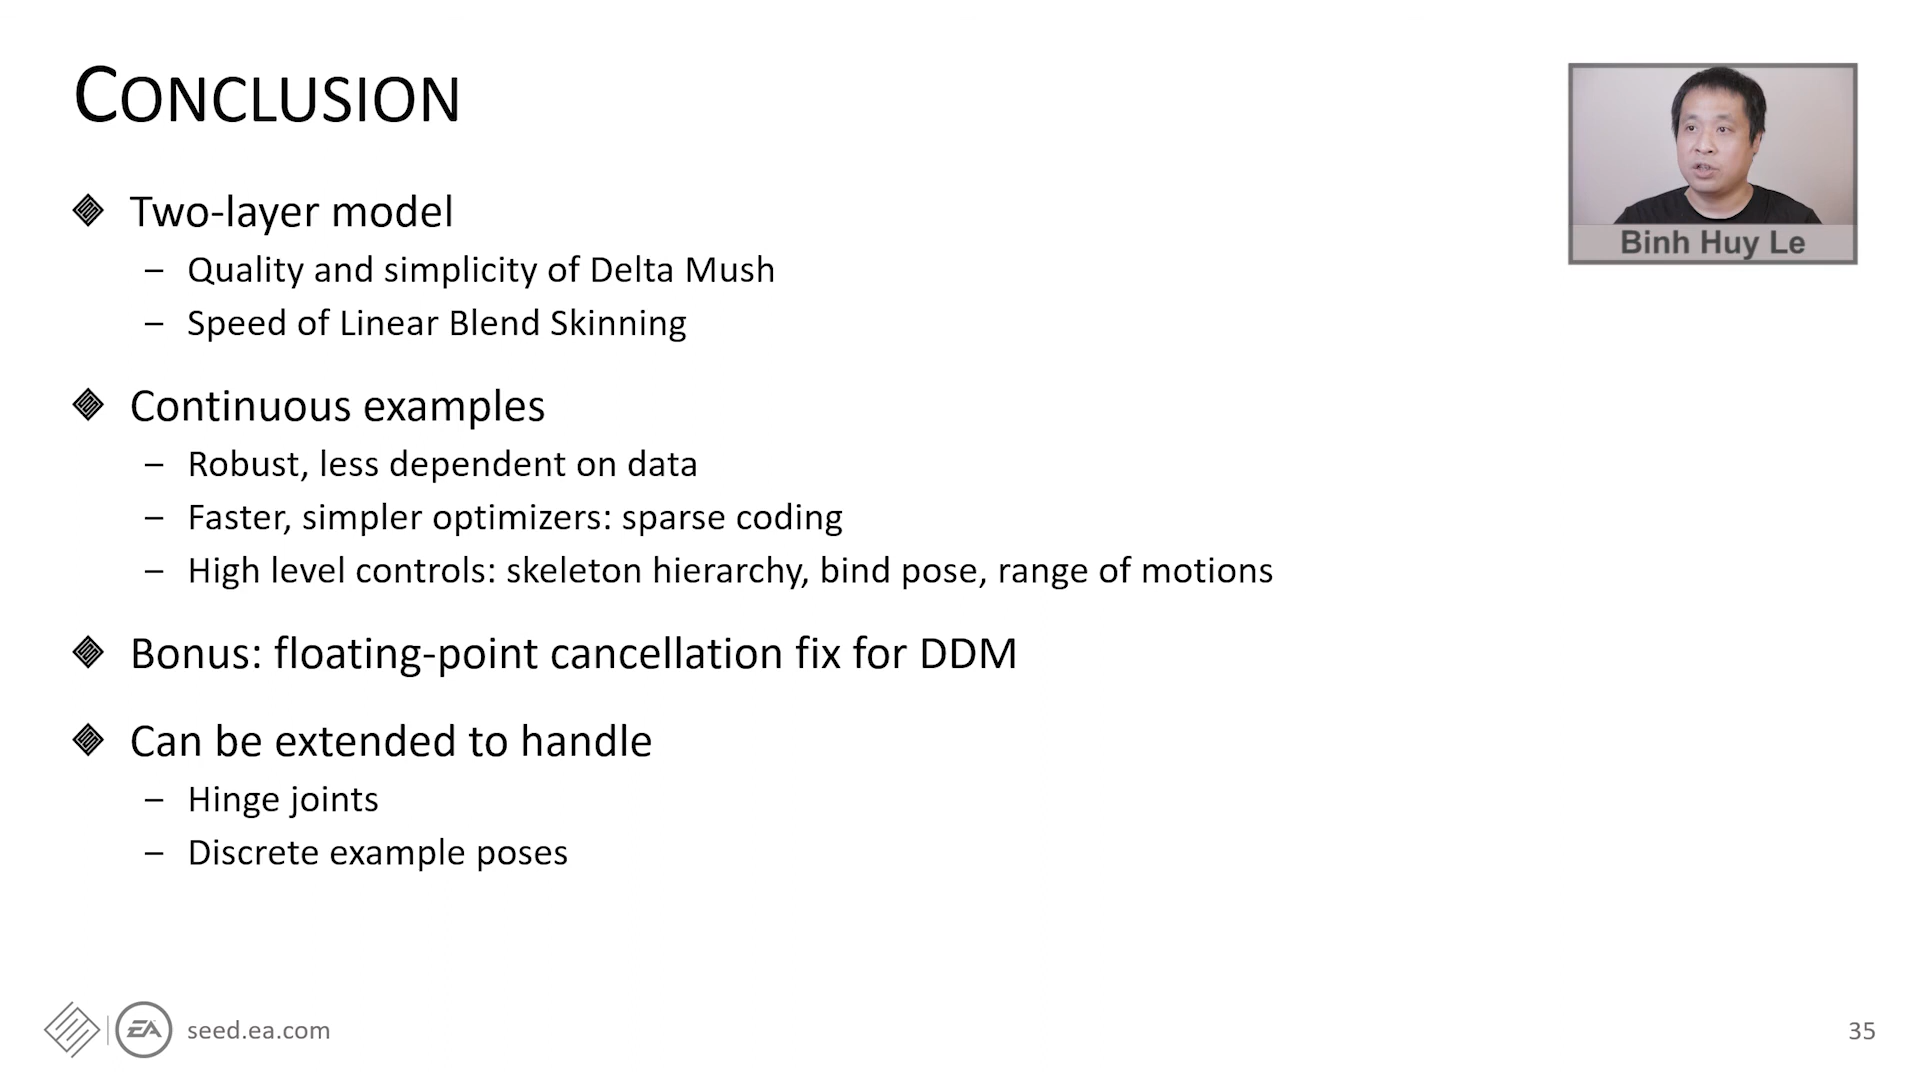 CONCLUSION
Binh Huy Le
Two-layer model
– Quality and simplicity of Delta Mush
– Speed of Linear Blend Skinning
Continuous examples
– Robust, less dependent on data
– Faster, simpler optimizers: sparse coding
– High level controls: skeleton hierarchy, bind pose, range of motions
Bonus: floating-point cancellation fix for DDM
Can be extended to handle
– Hinge joints
– Discrete example poses
EA
seed.ea.com
35